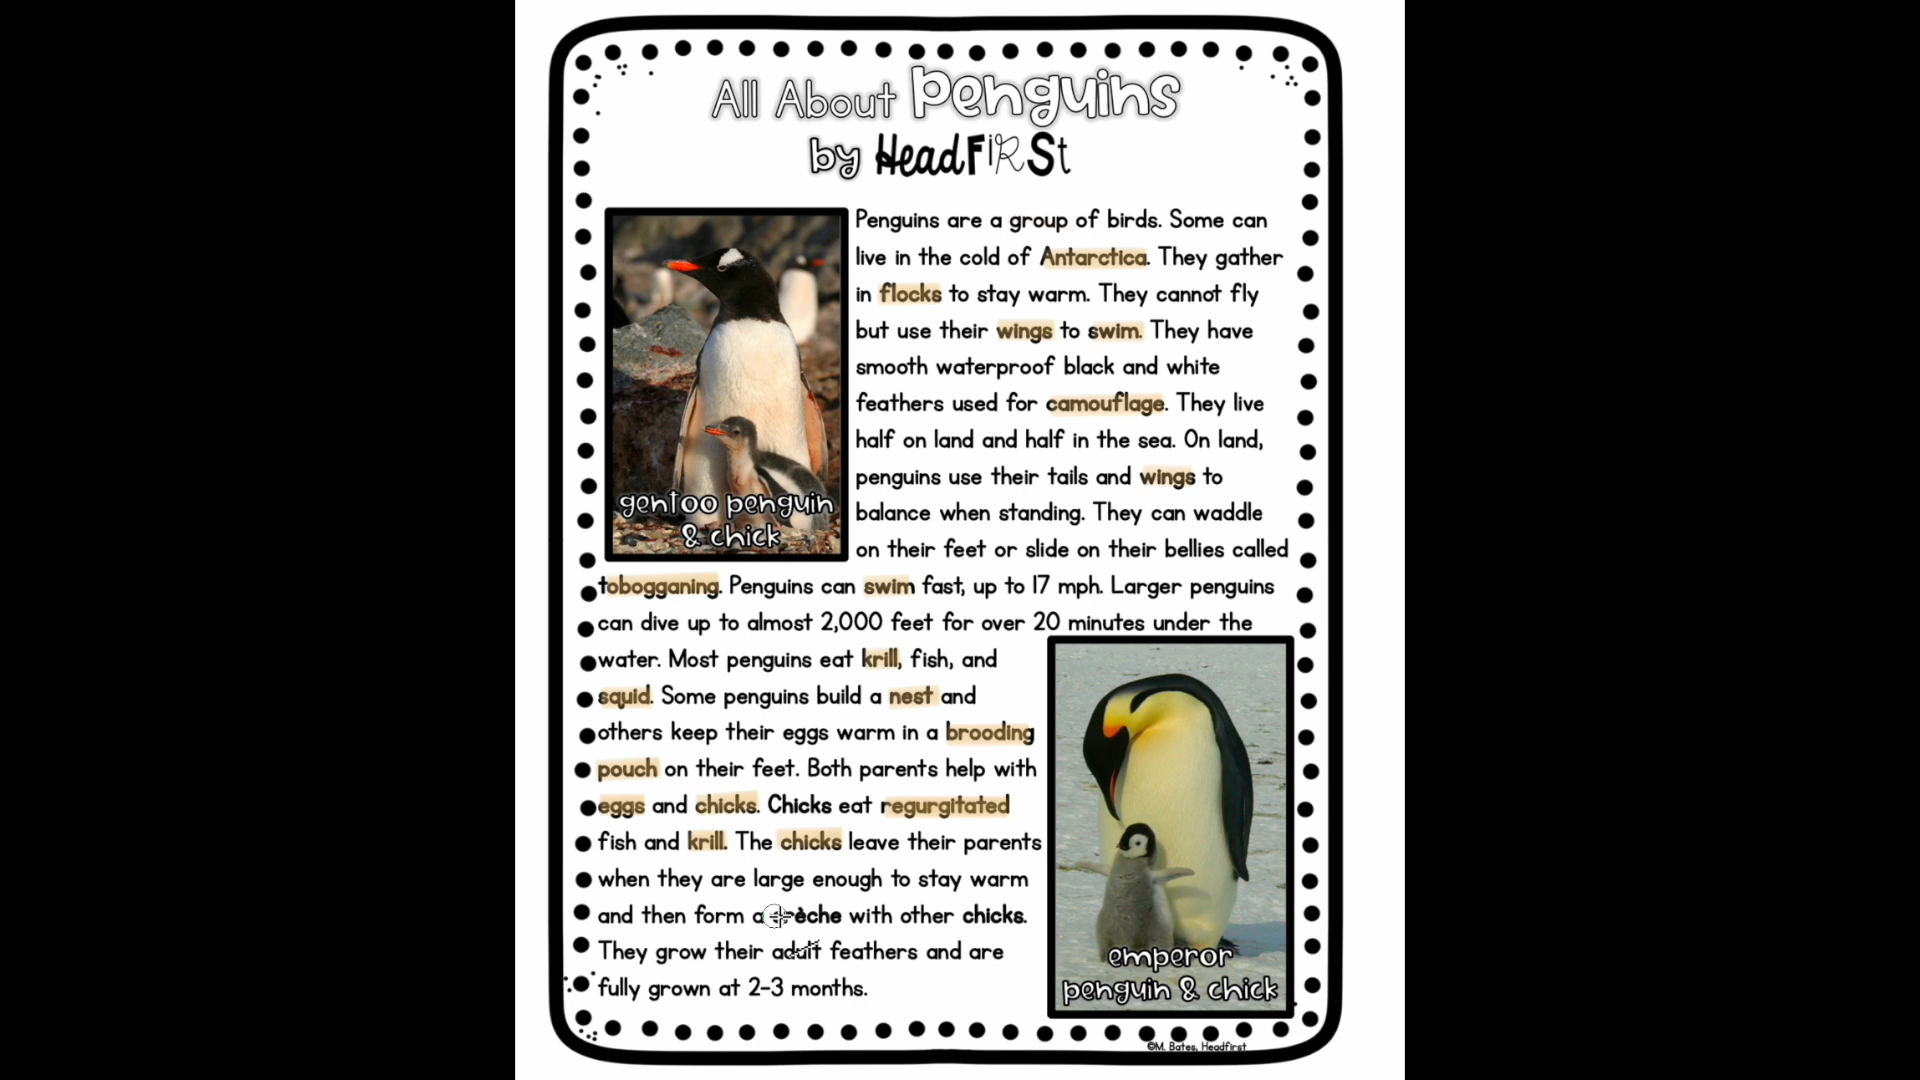 All About Penguins
by HeadFiRSt
Penguins are a group of birds. Some can
live in the cold of Antarctica. They gather
in flocks to stay warm. They cannot fly
but use their wings to swim. They have
smooth waterproof black and white
feathers used for camouflage. They live
half on land and half in the sea. On land,
penguins use their tails and wings to
balance when standing. They can waddle
on their feet or slide on their bellies called
gentoo penguin
& chick
tobogganing. Penguins can swim fast, up to 17 mph. Larger penguins
can dive up to almost 2,000 feet for over 20 minutes under the
water. Most penguins eat krill, fish, and
squid. Some penguins build a nest and
others keep their eggs warm in a brooding
pouch on their feet. Both parents help with
eggs and chicks. Chicks eat regurgitated
fish and krill. The chicks leave their parents
when they are large enough to stay warm
and then form a crèche with other chicks.
They grow their adult feathers and are
fully grown at 2-3 months.
emperor
penguin & chick
©M. Bates, Headfirst